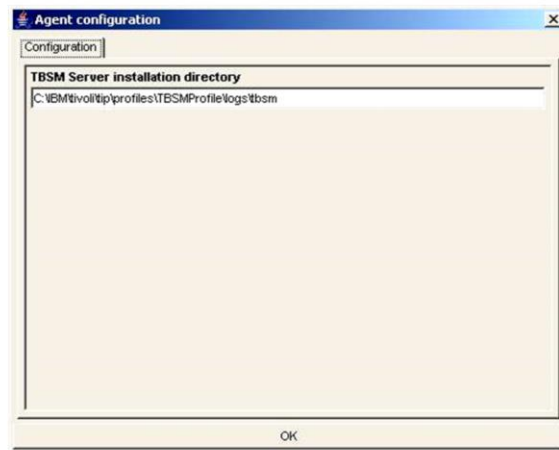 Agent configuration
Configuration
TBSM Server installation directory
C:\IBM\tivoli\tip\profiles\TBSMProfile\logs\tbsm
OK